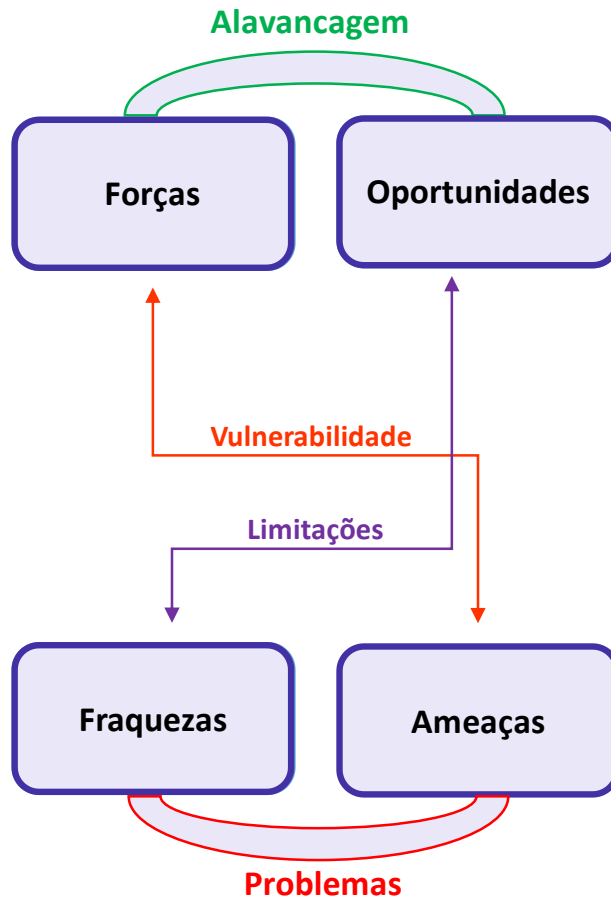 Alavancagem
Forças
Oportunidades
Vulnerabilidade
Limitações
Fraquezas
Ameaças
Problemas